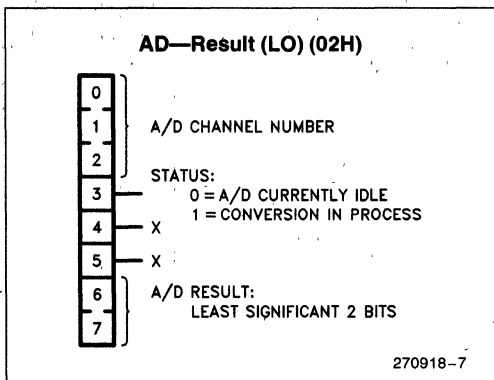 AD—Result (LO) (02H)
0
1
2
A/D CHANNEL NUMBER
STATUS:
3
0 = A/D CURRENTLY IDLE
1 = CONVERSION IN PROCESS
4 X
5 X
6
7
A/D RESULT:
LEAST SIGNIFICANT 2 BITS
270918–7